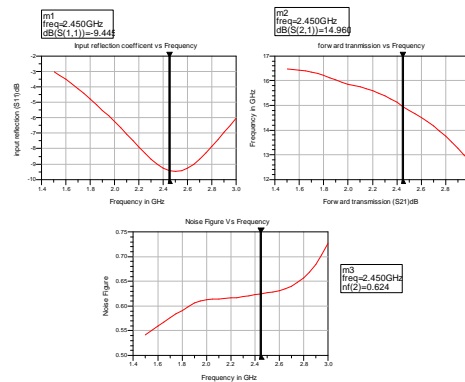 m1
freq=2.450GHz
dB(S(1,1))=-9.445
Input reflection coefficent vs Frequency
-2
-3
-4
-5
-6
-7
-8
-9
-10
1.4
1.6
1.8
2.0
2.2
2.4
2.6
2.8
3.0
input reflection (S11)dB
Frequency in GHz
m2
freq=2.450GHz
dB(S(2,1))=14.960
forward tranmission vs Frequency
17
16
15
14
13
12
1.4
1.6
1.8
2.0
2.2
2.4
2.6
2.8
Frequency in GHz
Forward transmission (S21)dB
Noise Figure Vs Frequency
0.75
0.70
0.65
0.60
0.55
0.50
1.4
1.6
1.8
2.0
2.2
2.4
2.6
2.8
3.0
Noise Figure
Frequency in GHz
m3
freq=2.450GHz
nf(2)=0.624